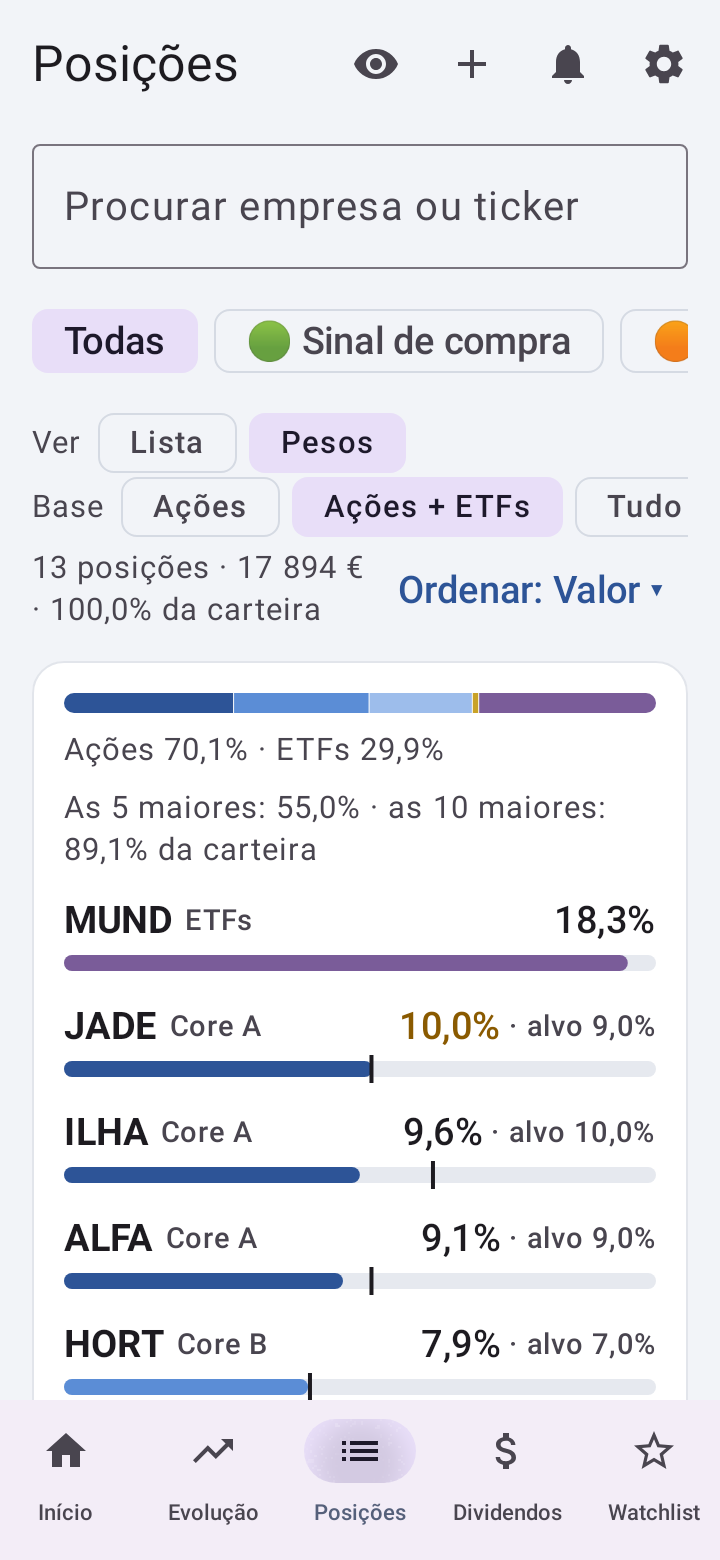 Posições
Procurar empresa ou ticker
Todas
Sinal de compra
Ver
Lista
Pesos
Base
Ações
Ações + ETFs
Tudo
13 posições · 17 894 €
· 100,0% da carteira
Ordenar: Valor ▾
Ações 70,1% · ETFs 29,9%
As 5 maiores: 55,0% · as 10 maiores:
89,1% da carteira
MUND ETFs 18,3%
JADE Core A 10,0% · alvo 9,0%
ILHA Core A 9,6% · alvo 10,0%
ALFA Core A 9,1% · alvo 9,0%
HORT Core B 7,9% · alvo 7,0%
Início
Evolução
Posições
Dividendos
Watchlist